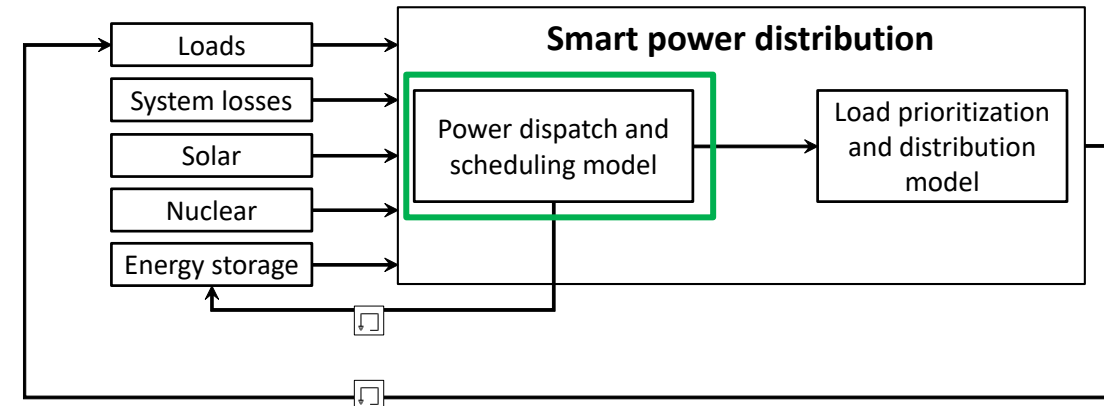 Smart power distribution
Loads
System losses
Solar
Nuclear
Energy storage
Power dispatch and
scheduling model
Load prioritization
and distribution
model